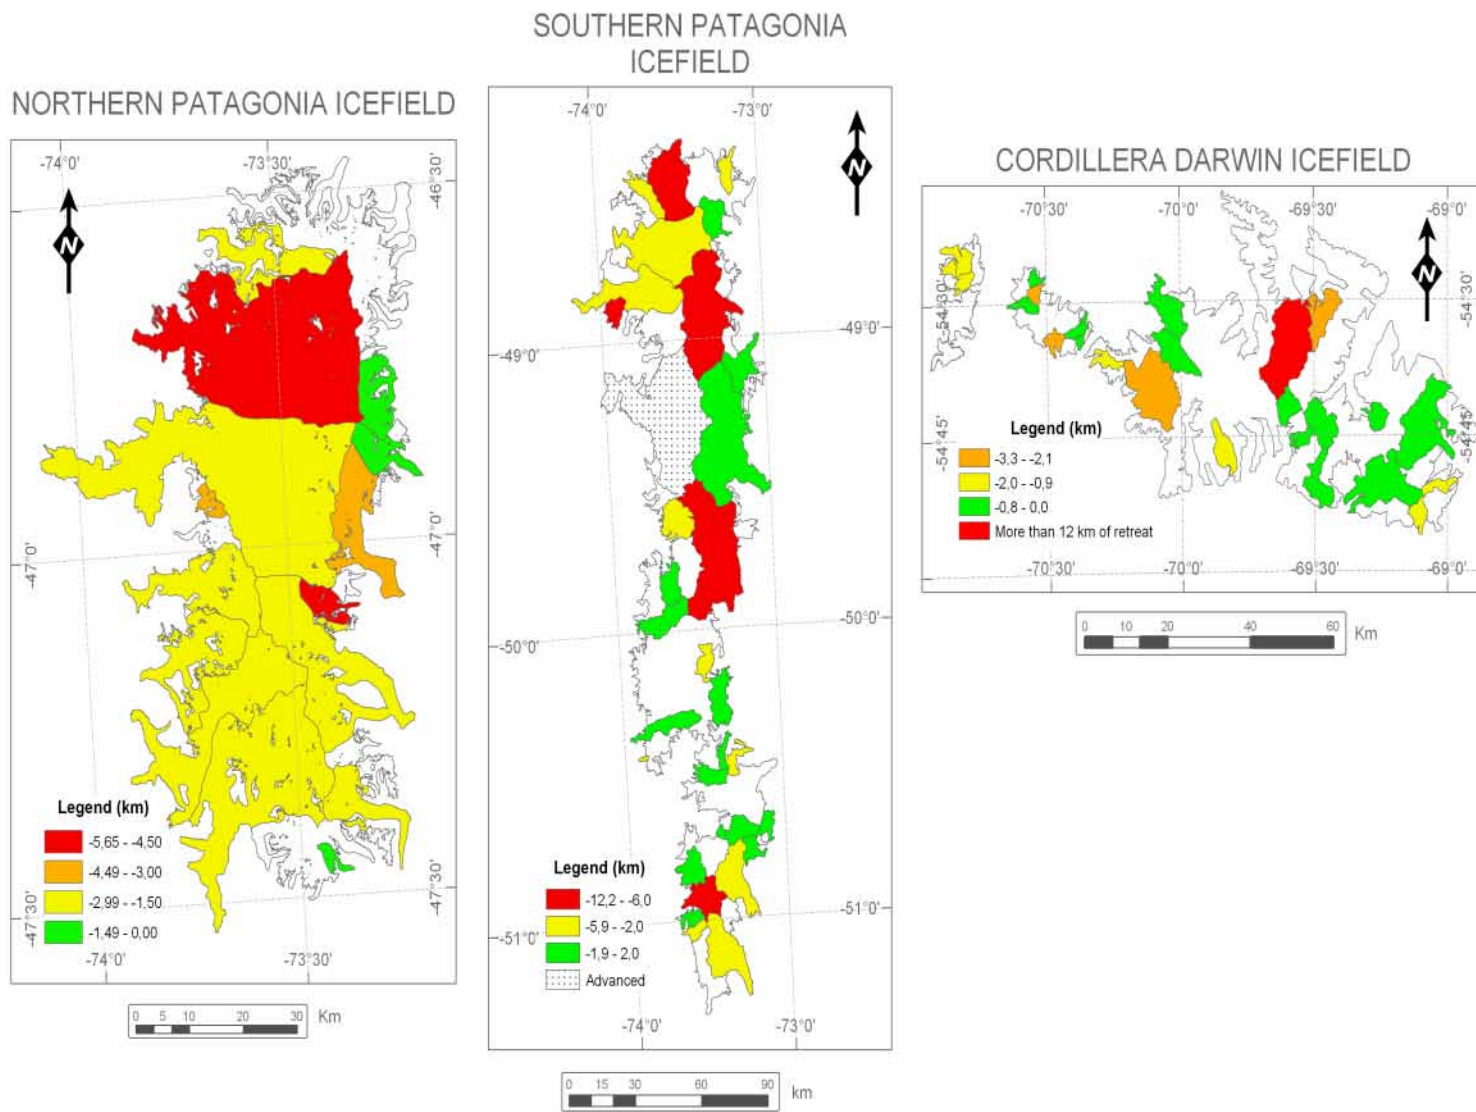 NORTHERN PATAGONIA ICEFIELD
-74°0'
-73°30'
-46°30'
N
-47°0'
-47°0'
Legend (km)
-5,65 - -4,50
-4,49 - -3,00
-2,99 - -1,50
-1,49 - 0,00
-47°30'
-47°30'
-74°0'
-73°30'
0 5 10 20 30 Km
SOUTHERN PATAGONIA
ICEFIELD
-74°0'
-73°0'
N
-49°0'
-49°0'
-50°0'
-50°0'
Legend (km)
-12,2 - -6,0
-5,9 - -2,0
-1,9 - 2,0
Advanced
-51°0'
-51°0'
-74°0'
-73°0'
0 15 30 60 90 km
CORDILLERA DARWIN ICEFIELD
-70°30'
-70°0'
-69°30'
-69°0'
N
-54°30'
-54°30'
-54°45'
-54°45'
Legend (km)
-3.3 - -2,1
-2,0 - -0,9
-0,8 - 0,0
More than 12 km of retreat
-70°30'
-70°0'
-69°30'
-69°0'
0 10 20 40 60 Km